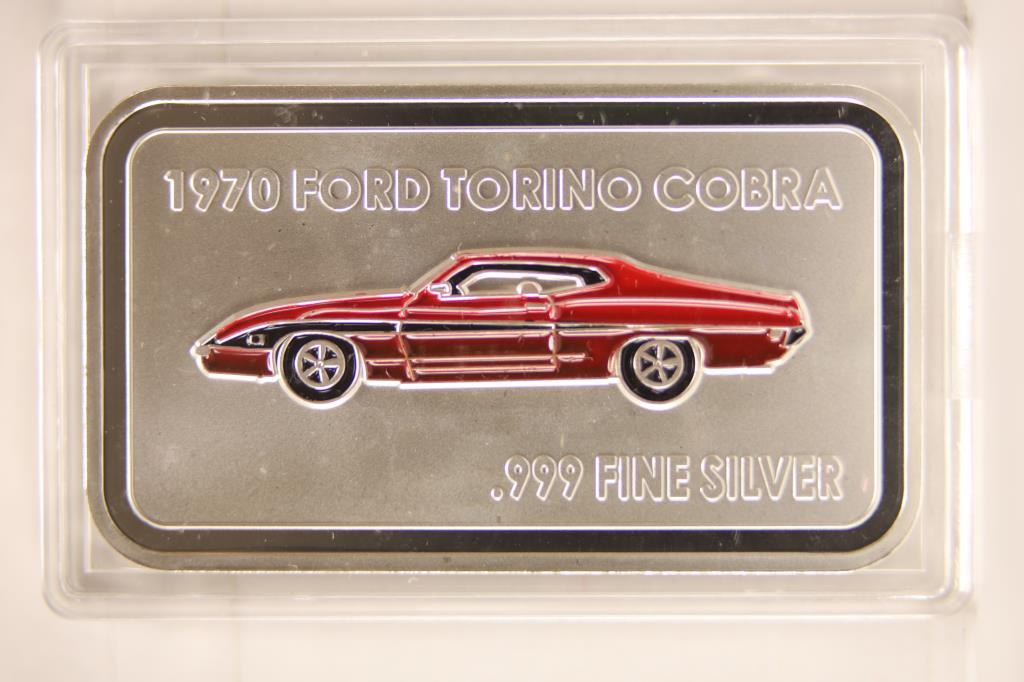 1970 FORD TORINO COBRA
.999 FINE SILVER